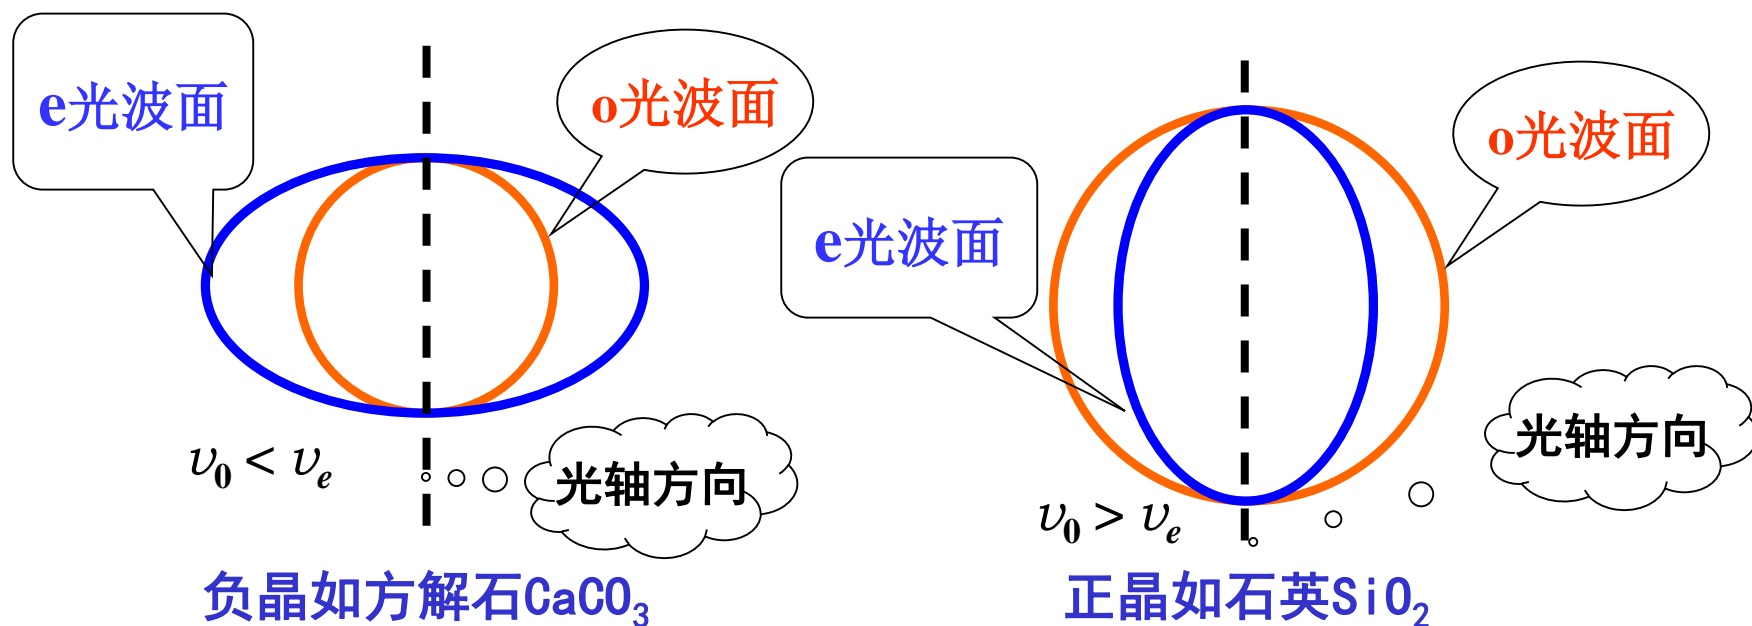 e光波面
o光波面
υ₀ < υₑ
光轴方向
负晶如方解石CaCO₃
e光波面
o光波面
υ₀ > υₑ
光轴方向
正晶如石英SiO₂